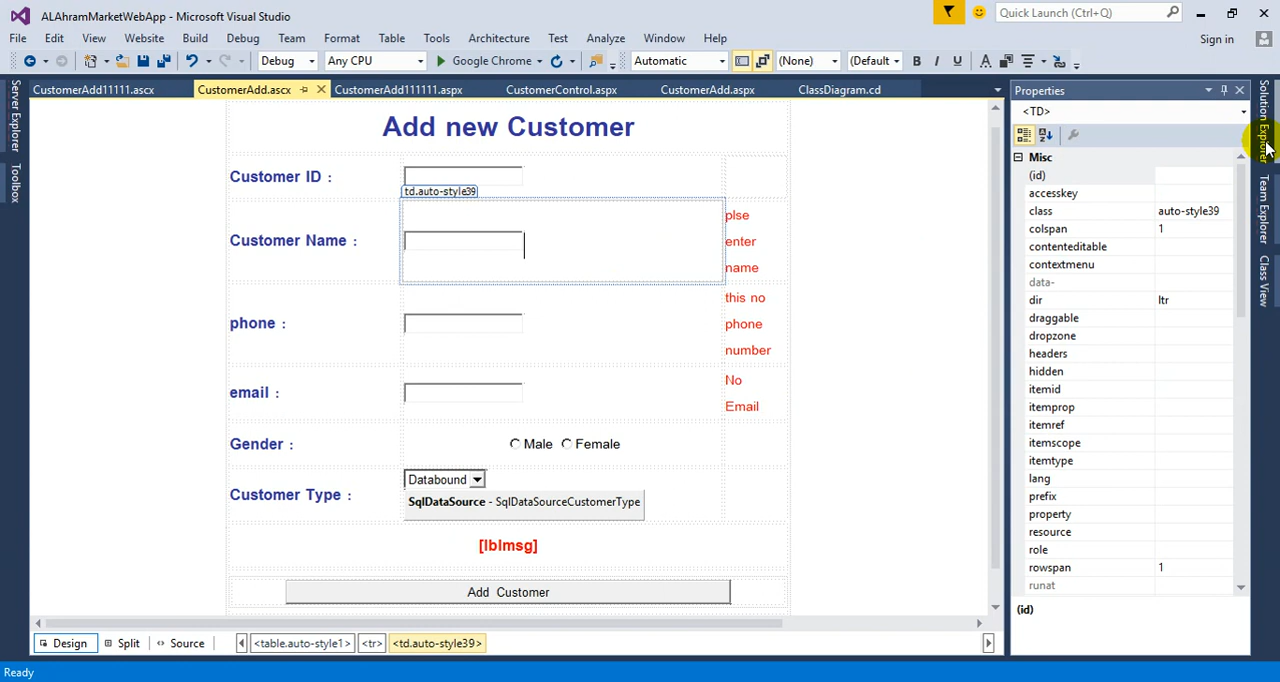 ALAhramMarketWebApp - Microsoft Visual Studio
Quick Launch (Ctrl+Q)
File Edit View Website Build Debug Team Format Table Tools Architecture Test Analyze Window Help
Sign in
Debug Any CPU Google Chrome Automatic (None) (Default B I U A
CustomerAdd11111.ascx CustomerAdd.ascx CustomerAdd111111.aspx CustomerControl.aspx CustomerAdd.aspx ClassDiagram.cd
Server Explorer
Toolbox
Add new Customer
Customer ID :
td.auto-style39
Customer Name :
plse
enter
name
phone :
this no
phone
number
email :
No
Email
Gender :
Male Female
Customer Type :
Databound
SqlDataSource - SqlDataSourceCustomerType
[lblmsg]
Add Customer
Design Split Source <table.auto-style1> <tr> <td.auto-style39>
Ready
Properties
<TD>
Misc
(id)
accesskey
class auto-style39
colspan 1
contenteditable
contextmenu
data-
dir ltr
draggable
dropzone
headers
hidden
itemid
itemprop
itemref
itemscope
itemtype
lang
prefix
property
resource
role
rowspan 1
runat
(id)
Solution Explorer
Team Explorer
Class View